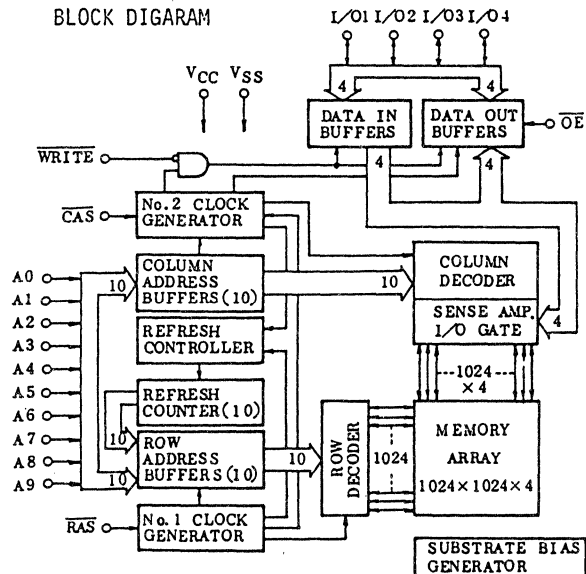 BLOCK DIGARAM
I/O1 I/O2 I/O3 I/O4
VCC VSS
4
4
DATA IN
BUFFERS
DATA OUT
BUFFERS
OE
4
4
WRITE
CAS
No.2 CLOCK
GENERATOR
A0
A1
A2
A3
A4
A5
A6
A7
A8
A9
10
COLUMN
ADDRESS
BUFFERS(10)
10
COLUMN
DECODER
SENSE AMP.
I/O GATE
4
REFRESH
CONTROLLER
REFRESH
COUNTER(10)
10
10
ROW
ADDRESS
BUFFERS(10)
10
ROW
DECODER
1024
1024
×4
MEMORY
ARRAY
1024×1024×4
RAS
No.1 CLOCK
GENERATOR
SUBSTRATE BIAS
GENERATOR